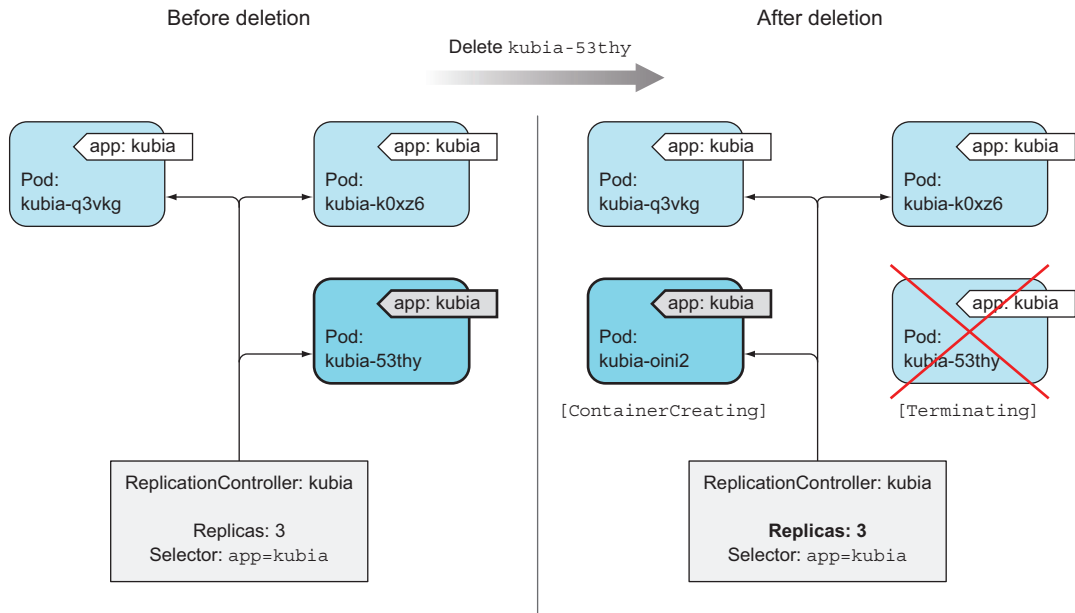 Before deletion
After deletion
Delete kubia-53thy
app: kubia
Pod:
kubia-q3vkg
app: kubia
Pod:
kubia-k0xz6
app: kubia
Pod:
kubia-53thy
ReplicationController: kubia
Replicas: 3
Selector: app=kubia
app: kubia
Pod:
kubia-q3vkg
app: kubia
Pod:
kubia-k0xz6
app: kubia
Pod:
kubia-oini2
[ContainerCreating]
app: kubia
Pod:
kubia-53thy
[Terminating]
ReplicationController: kubia
Replicas: 3
Selector: app=kubia